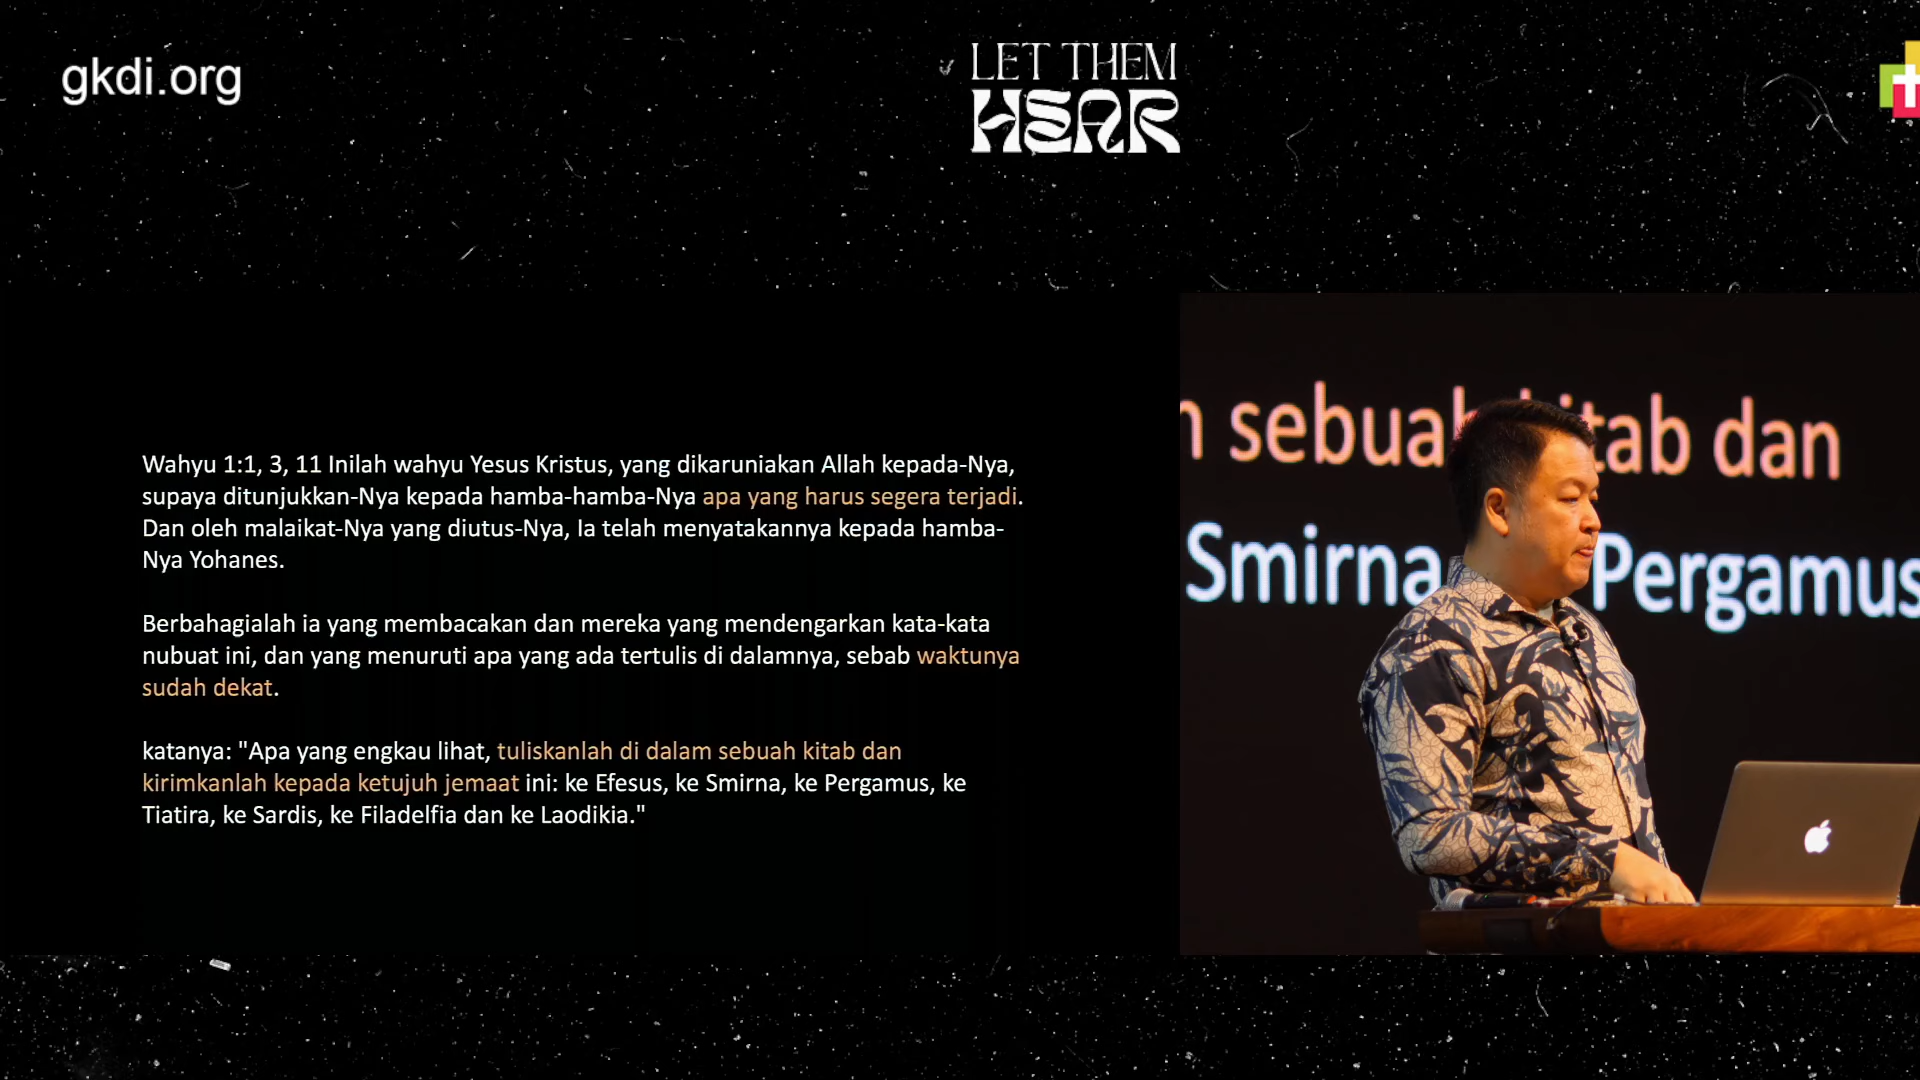 gkdi.org
LET THEM
HEAR
Wahyu 1:1, 3, 11 Inilah wahyu Yesus Kristus, yang dikaruniakan Allah kepada-Nya,
supaya ditunjukkan-Nya kepada hamba-hamba-Nya apa yang harus segera terjadi.
Dan oleh malaikat-Nya yang diutus-Nya, Ia telah menyatakannya kepada hamba-
Nya Yohanes.
Berbahagialah ia yang membacakan dan mereka yang mendengarkan kata-kata
nubuat ini, dan yang menuruti apa yang ada tertulis di dalamnya, sebab waktunya
sudah dekat.
katanya: "Apa yang engkau lihat, tuliskanlah di dalam sebuah kitab dan
kirimkanlah kepada ketujuh jemaat ini: ke Efesus, ke Smirna, ke Pergamus, ke
Tiatira, ke Sardis, ke Filadelfia dan ke Laodikia."
sebuah kitab dan
Smirna Pergamus